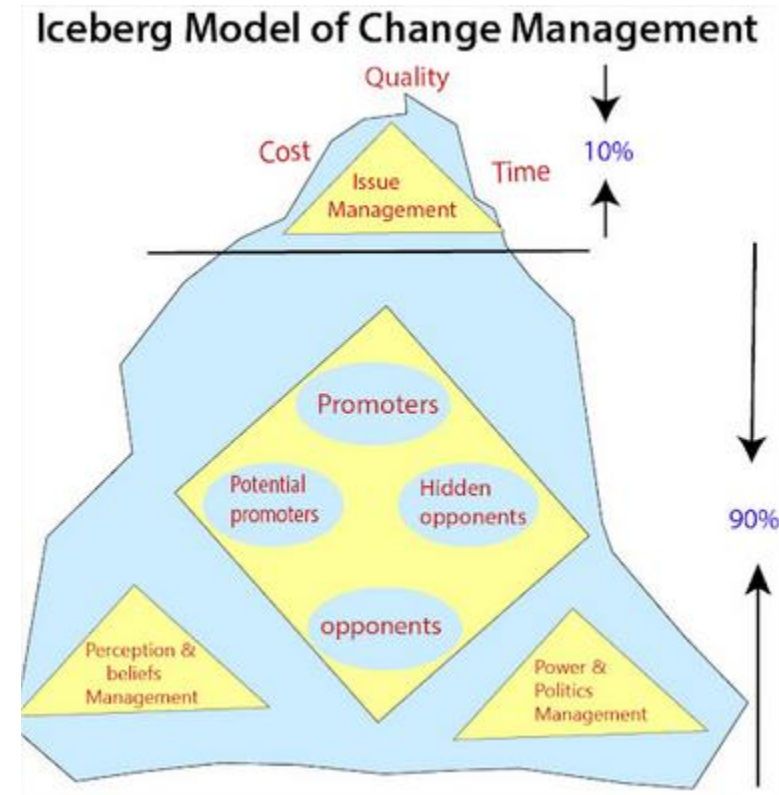 Iceberg Model of Change Management
Quality
Cost
Time
10%
Issue
Management
Promoters
Potential
promoters
Hidden
opponents
90%
opponents
Perception &
beliefs
Management
Power &
Politics
Management